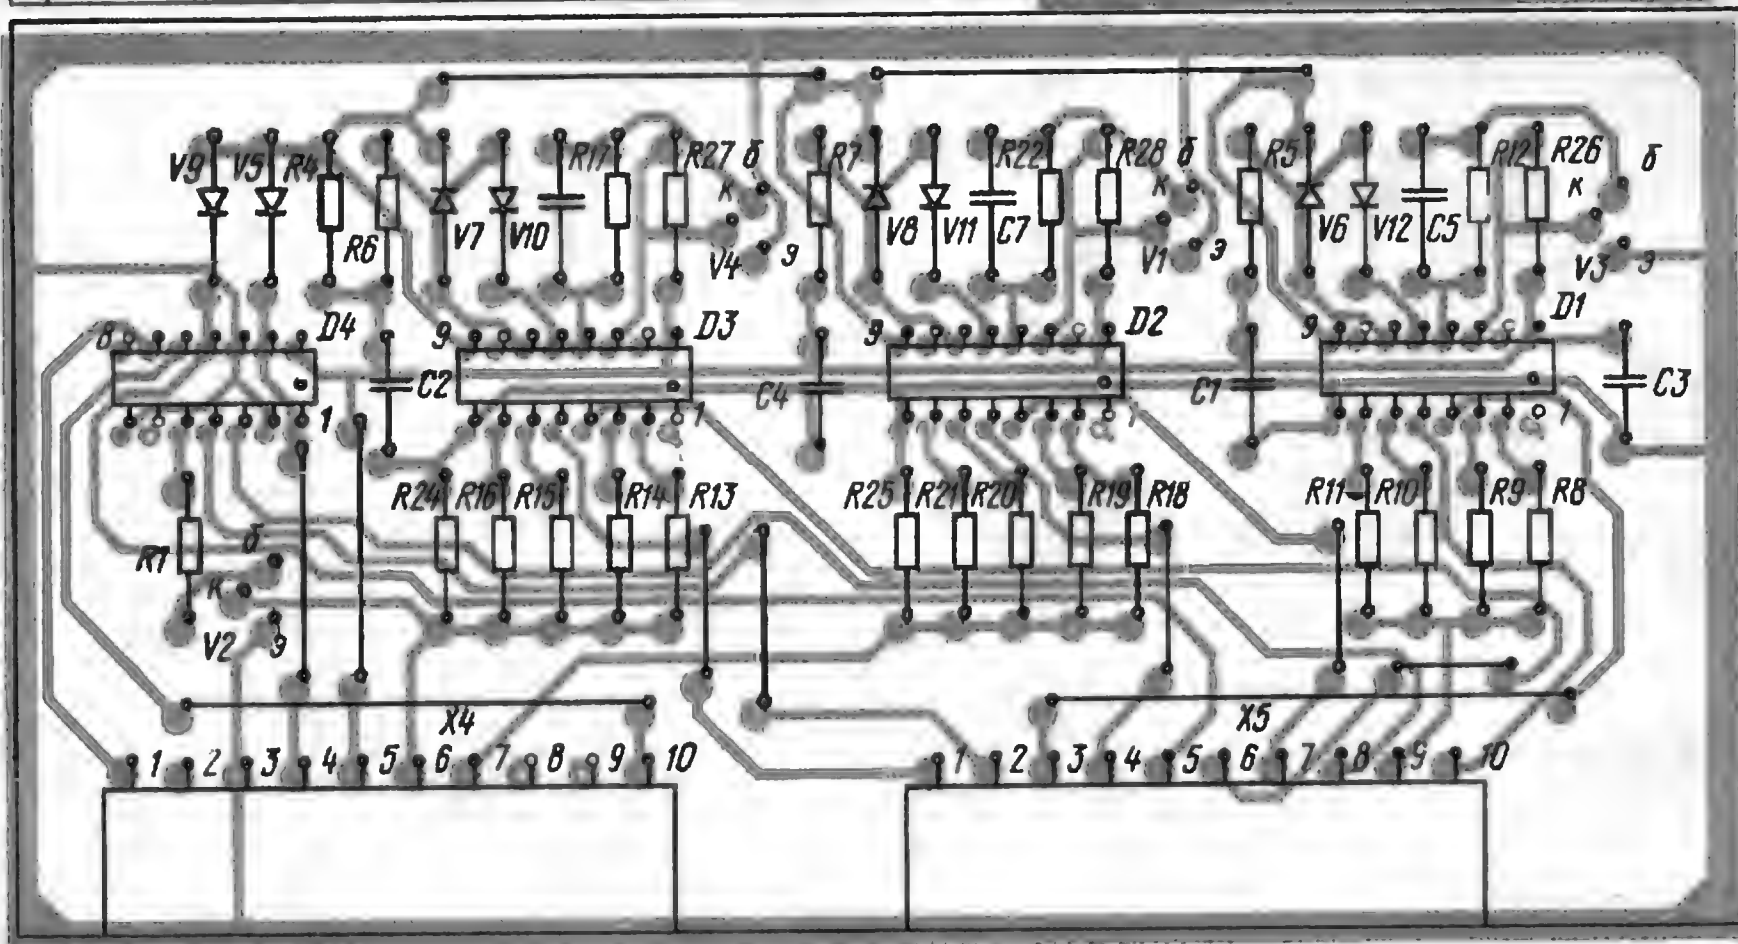 V9 V5 R4 R17 R27 б R7 R22 R28 б R5 R12 R26 б
к к к
R6 V7 V10 V4 э V8 V11 C7 V1 э V6 V12 C5 V3 э
8 D4 9 D3 9 D2 9 D1
1 C2 1 C4 1 C1 1 C3
R24 R16 R15 R14 R13 R25 R21 R20 R19 R18 R11 R10 R9 R8
R1 б
к
V2 э
X4 X5
1 2 3 4 5 6 7 8 9 10 1 2 3 4 5 6 7 8 9 10